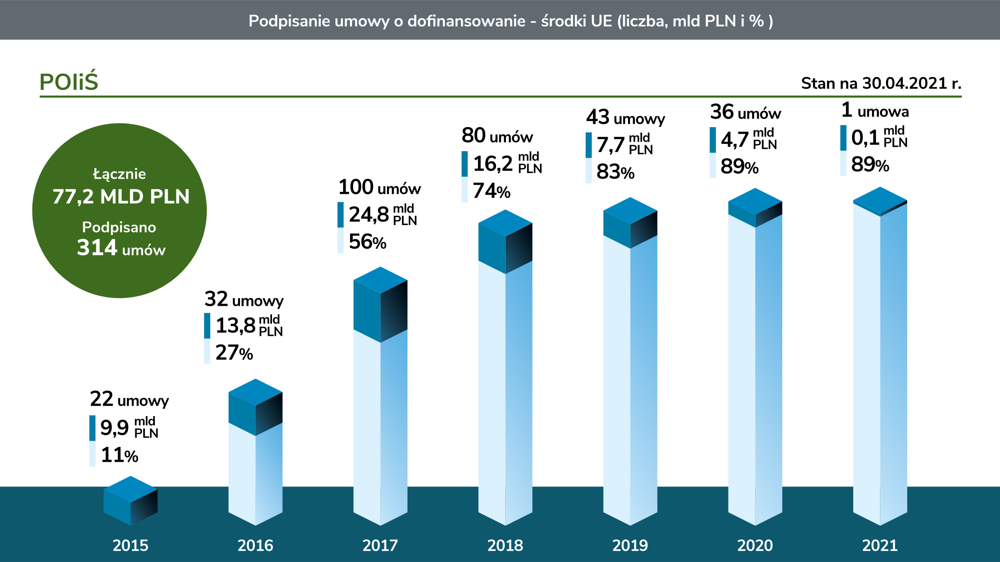 Podpisanie umowy o dofinansowanie - środki UE (liczba, mld PLN i % )
POIiŚ
Stan na 30.04.2021 r.
Łącznie
77,2 MLD PLN
Podpisano
314 umów
22 umowy
9,9 mld PLN
11%
32 umowy
13,8 mld PLN
27%
100 umów
24,8 mld PLN
56%
80 umów
16,2 mld PLN
74%
43 umowy
7,7 mld PLN
83%
36 umów
4,7 mld PLN
89%
1 umowa
0,1 mld PLN
89%
2015
2016
2017
2018
2019
2020
2021